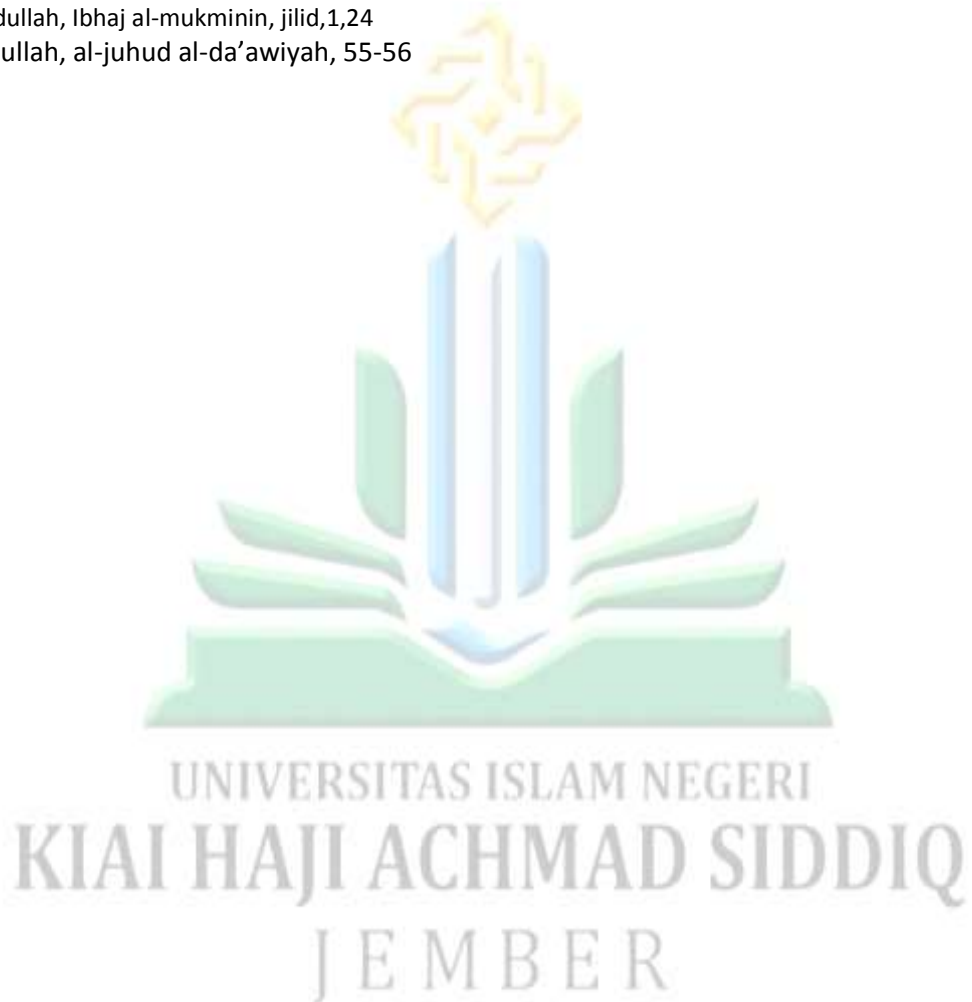 dullah, Ibhaj al-mukminin, jilid,1,24
ullah, al-juhud al-da’awiyah, 55-56
UNIVERSITAS ISLAM NEGERI
KIAI HAJI ACHMAD SIDDIQ
JEMBER